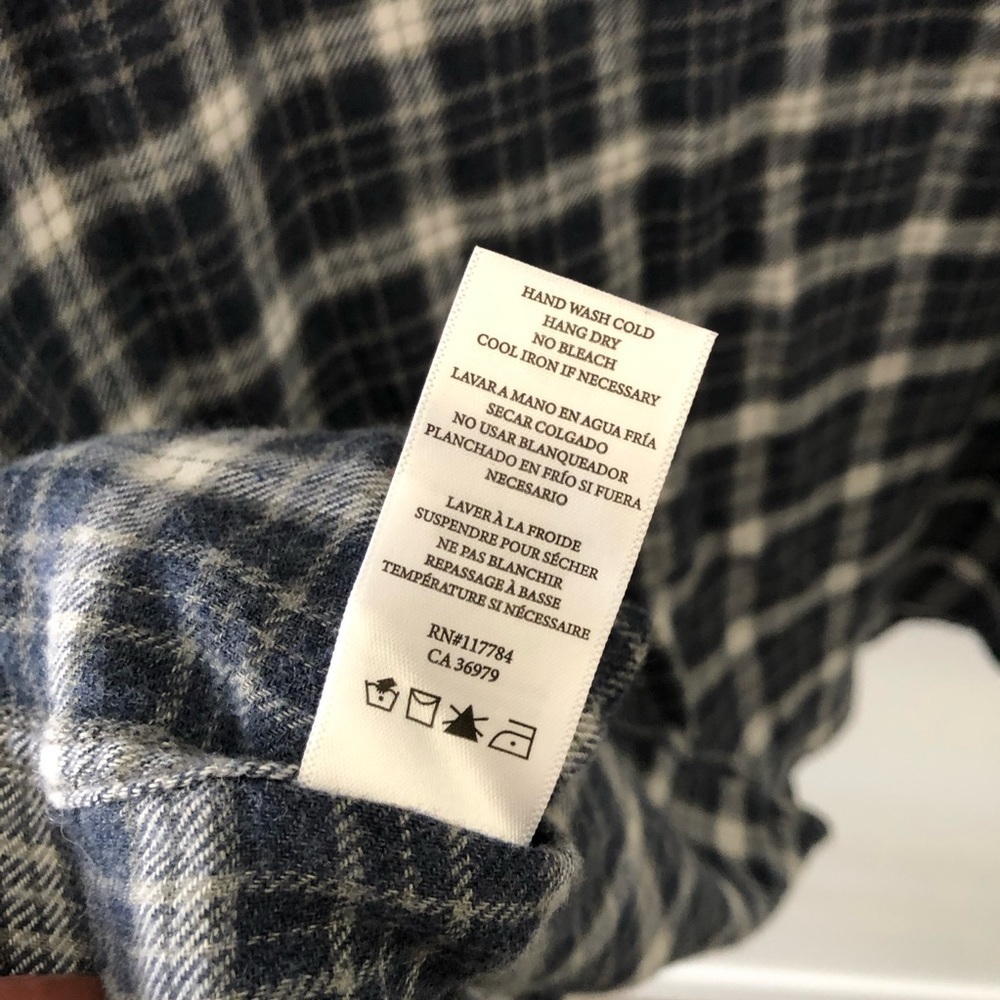 HAND WASH COLD
HANG DRY
NO BLEACH
COOL IRON IF NECESSARY
LAVAR A MANO EN AGUA FRÍA
SECAR COLGADO
NO USAR BLANQUEADOR
PLANCHADO EN FRÍO SI FUERA
NECESARIO
LAVER À LA FROIDE
SUSPENDRE POUR SÉCHER
NE PAS BLANCHIR
REPASSAGE À BASSE
TEMPÉRATURE SI NÉCESSAIRE
RN#117784
CA 36979